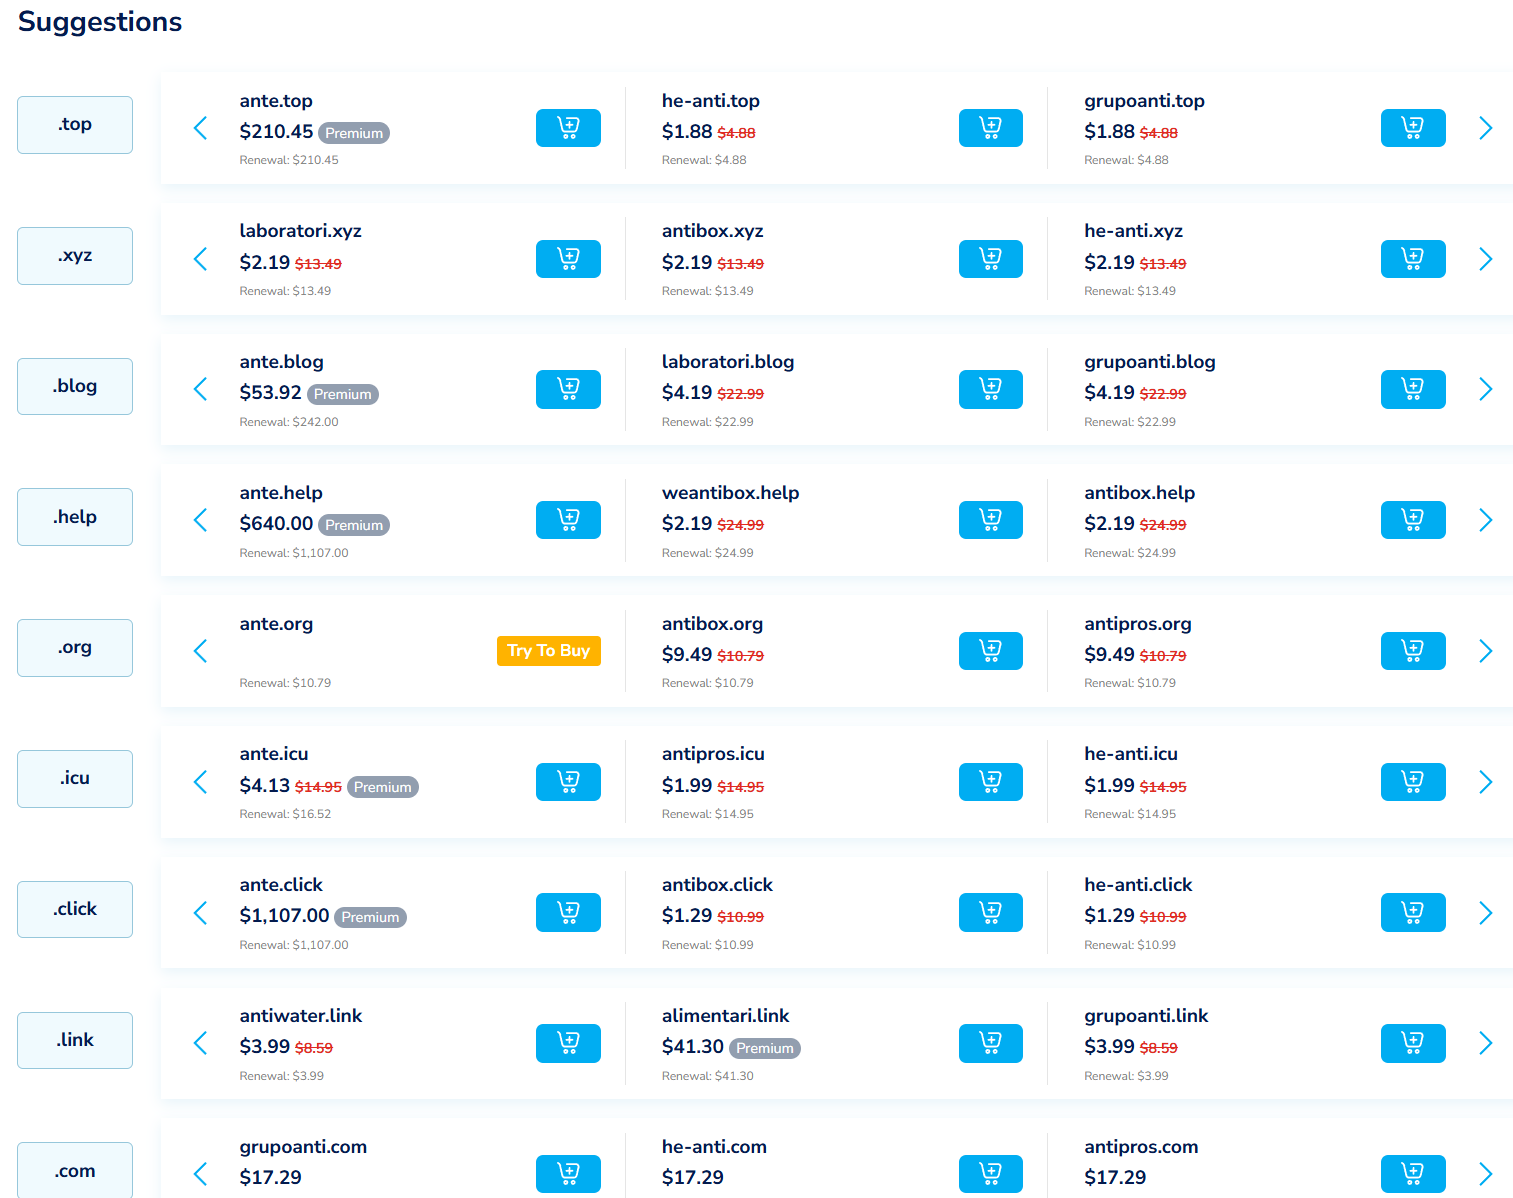 Suggestions
.top
ante.top
$210.45 Premium
Renewal: $210.45
he-anti.top
$1.88 $4.88
Renewal: $4.88
grupoanti.top
$1.88 $4.88
Renewal: $4.88
.xyz
laboratori.xyz
$2.19 $13.49
Renewal: $13.49
antibox.xyz
$2.19 $13.49
Renewal: $13.49
he-anti.xyz
$2.19 $13.49
Renewal: $13.49
.blog
ante.blog
$53.92 Premium
Renewal: $242.00
laboratori.blog
$4.19 $22.99
Renewal: $22.99
grupoanti.blog
$4.19 $22.99
Renewal: $22.99
.help
ante.help
$640.00 Premium
Renewal: $1,107.00
weantibox.help
$2.19 $24.99
Renewal: $24.99
antibox.help
$2.19 $24.99
Renewal: $24.99
.org
ante.org
Try To Buy
Renewal: $10.79
antibox.org
$9.49 $10.79
Renewal: $10.79
antipros.org
$9.49 $10.79
Renewal: $10.79
.icu
ante.icu
$4.13 $14.95 Premium
Renewal: $16.52
antipros.icu
$1.99 $14.95
Renewal: $14.95
he-anti.icu
$1.99 $14.95
Renewal: $14.95
.click
ante.click
$1,107.00 Premium
Renewal: $1,107.00
antibox.click
$1.29 $10.99
Renewal: $10.99
he-anti.click
$1.29 $10.99
Renewal: $10.99
.link
antiwater.link
$3.99 $8.59
Renewal: $3.99
alimentari.link
$41.30 Premium
Renewal: $41.30
grupoanti.link
$3.99 $8.59
Renewal: $3.99
.com
grupoanti.com
$17.29
he-anti.com
$17.29
antipros.com
$17.29